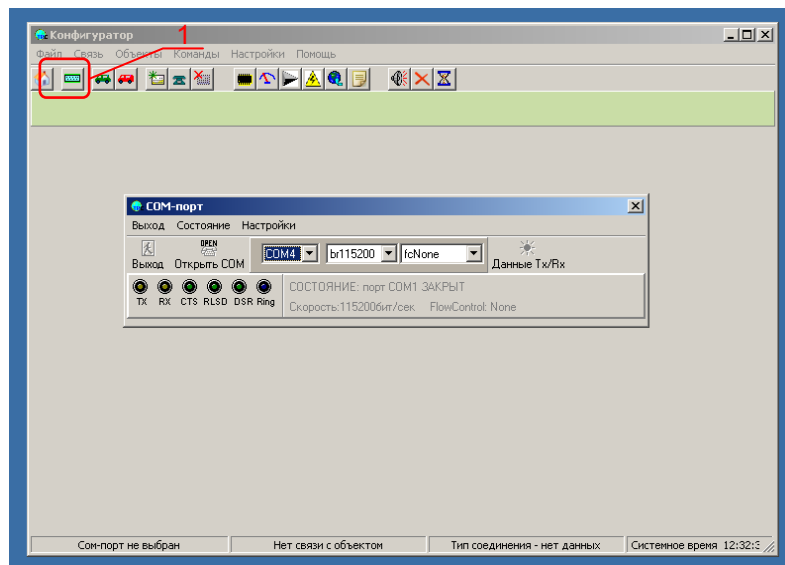 Конфигуратор
1
Файл Связь Объекты Команды Настройки Помощь
COM-порт
Выход Состояние Настройки
OPEN
COM4 br115200 fcNone
Выход Открыть COM Данные Tx/Rx
TX RX CTS RLSD DSR Ring
СОСТОЯНИЕ: порт COM1 ЗАКРЫТ
Скорость:115200бит/сек FlowControl: None
Сом-порт не выбран Нет связи с объектом Тип соединения - нет данных Системное время 12:32:3